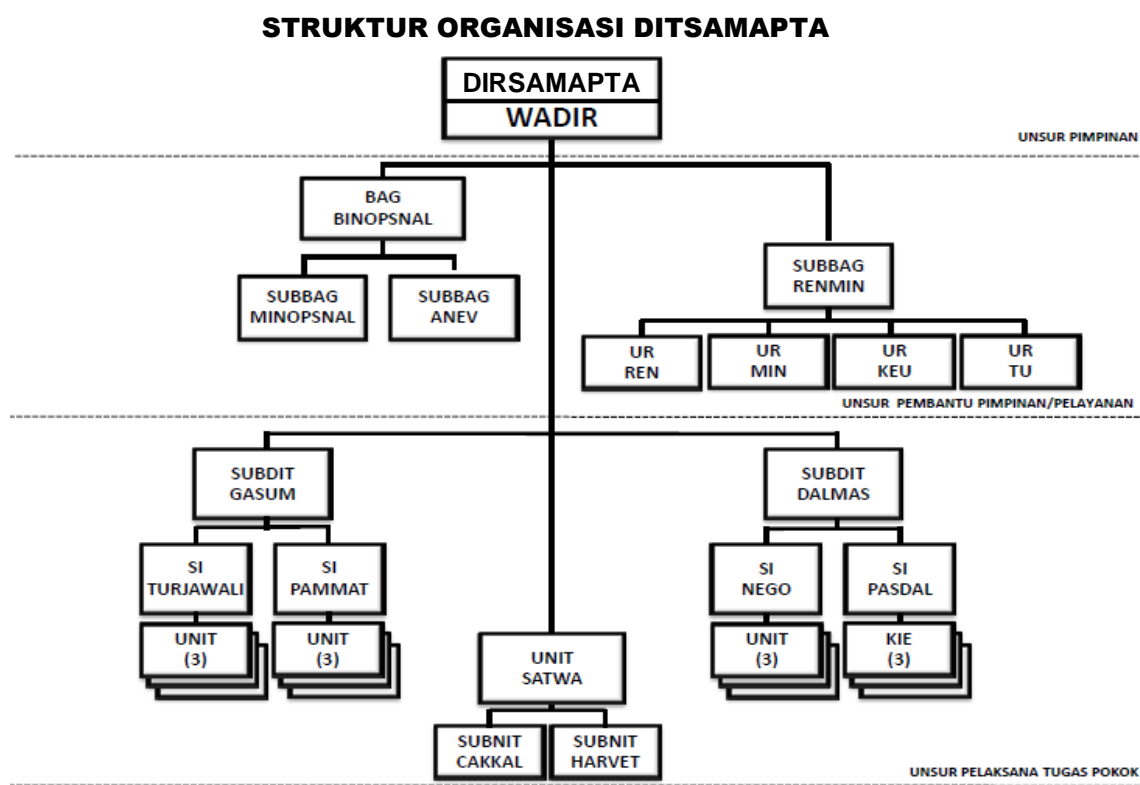 STRUKTUR ORGANISASI DITSAMAPTA
DIRSAMAPTA
WADIR
UNSUR PIMPINAN
BAG
BINOPSNAL
SUBBAG
MINOPSNAL
SUBBAG
ANEV
SUBBAG
RENMIN
UR
REN
UR
MIN
UR
KEU
UR
TU
UNSUR PEMBANTU PIMPINAN/PELAYANAN
SUBDIT
GASUM
SUBDIT
DALMAS
SI
TURJAWALI
SI
PAMMAT
SI
NEGO
SI
PASDAL
UNIT
(3)
UNIT
(3)
UNIT
(3)
KIE
(3)
UNIT
SATWA
SUBNIT
CAKKAL
SUBNIT
HARVET
UNSUR PELAKSANA TUGAS POKOK